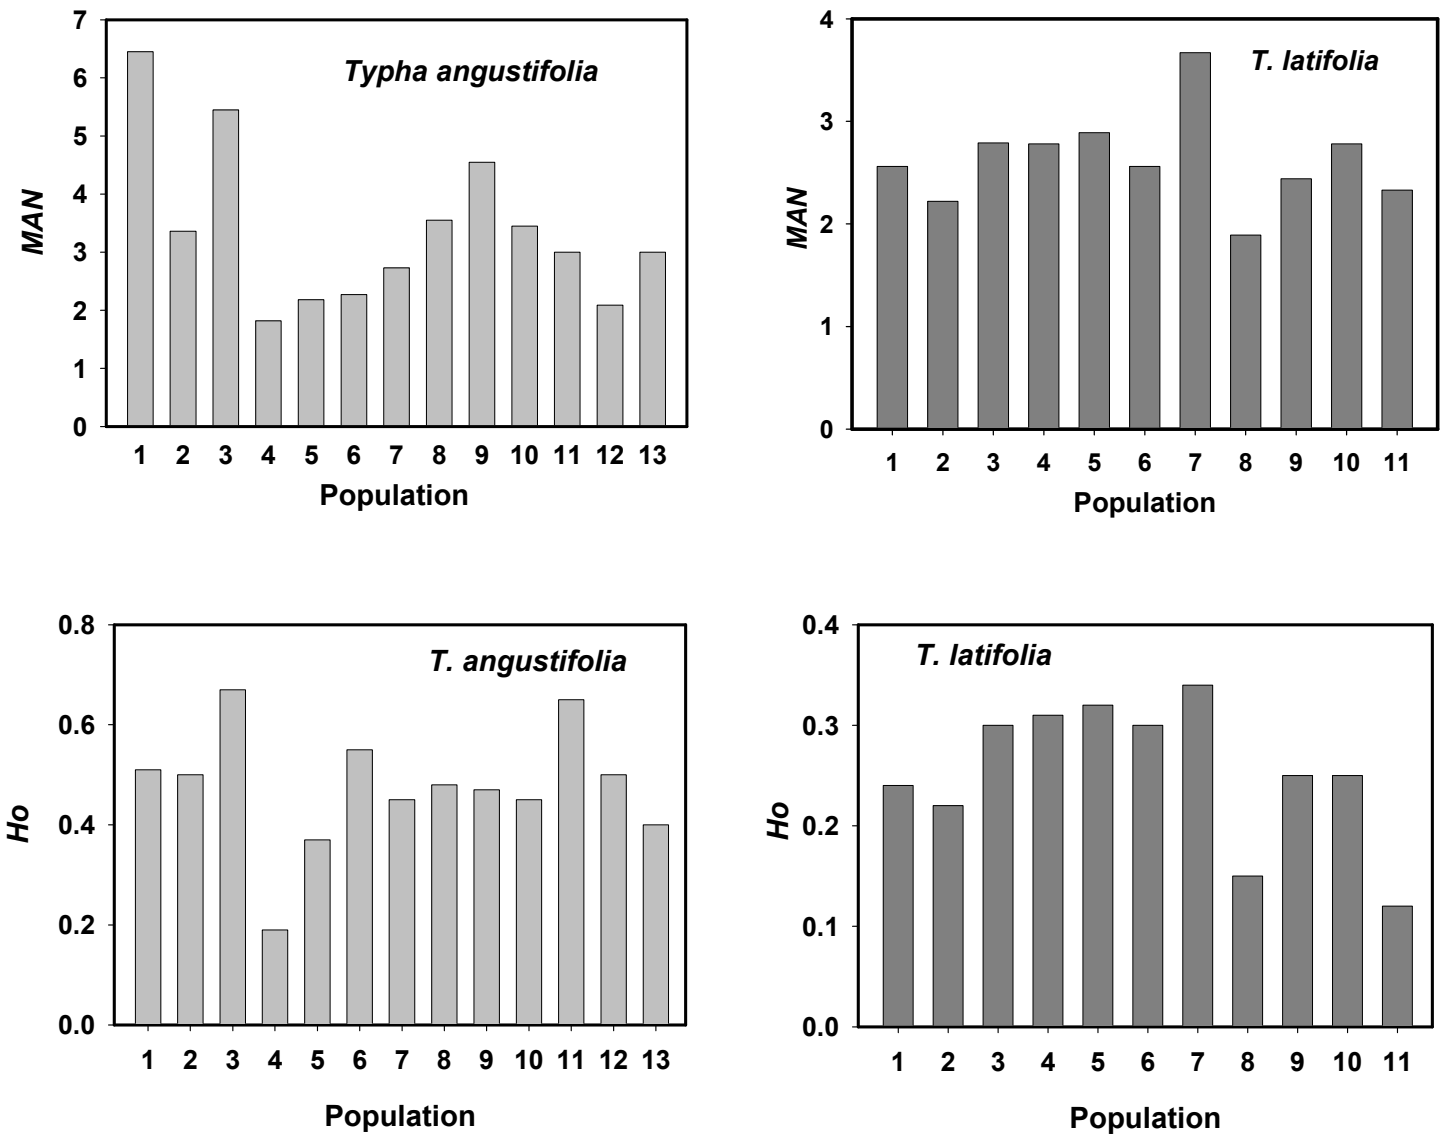 Typha angustifolia
MAN
7
6
5
4
3
2
1
0
1 2 3 4 5 6 7 8 9 10 11 12 13
Population
T. latifolia
MAN
4
3
2
1
0
1 2 3 4 5 6 7 8 9 10 11
Population
T. angustifolia
Ho
0.8
0.6
0.4
0.2
0.0
1 2 3 4 5 6 7 8 9 10 11 12 13
Population
T. latifolia
Ho
0.4
0.3
0.2
0.1
0.0
1 2 3 4 5 6 7 8 9 10 11
Population